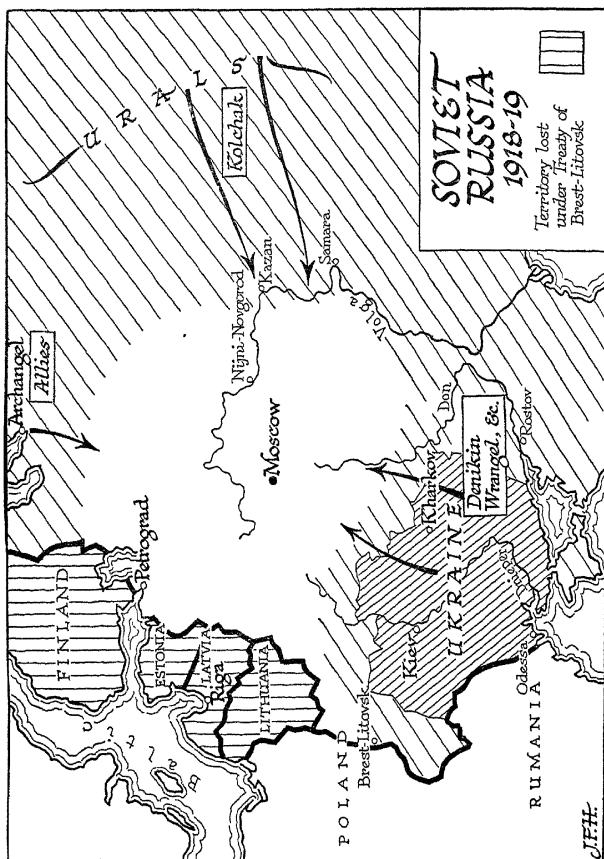 SOVIET
RUSSIA
1918-19
Territory lost
under Treaty of
Brest-Litovsk
URALS
Kolchak
Archangel
Allies
Petrograd
FINLAND
ESTONIA
LATVIA
Riga
LITHUANIA
Baltic
Nijni-Novgorod
Kazan
Samara
Volga
Moscow
Don
Kharkov
Denikin
Wrangel, &c.
Rostov
UKRAINE
Kiev
Dnieper
Odessa
POLAND
Brest-Litovsk
RUMANIA
J.F.H.